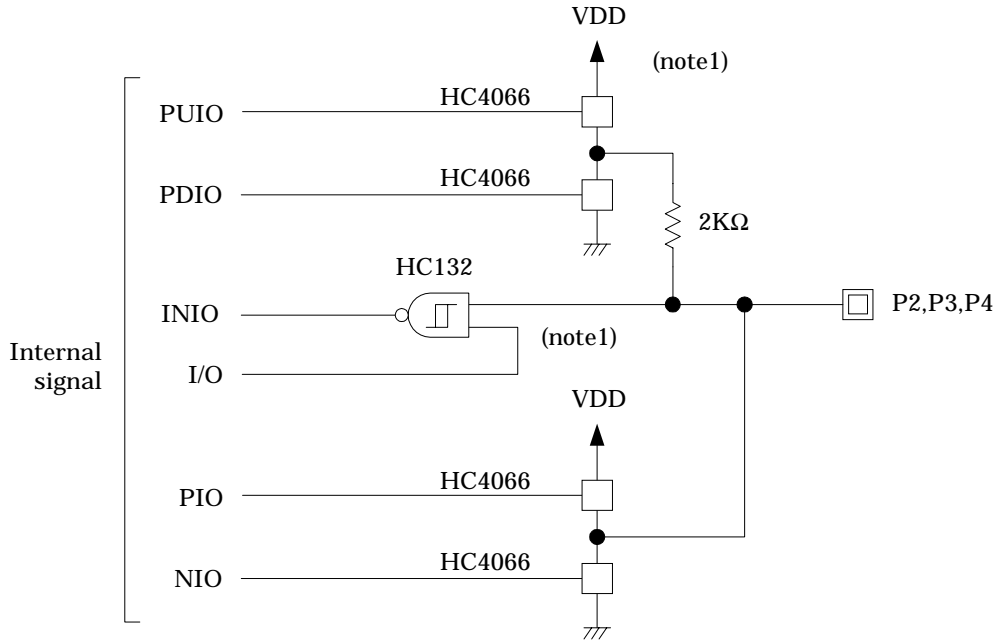 VDD
(note1)
PUIO
HC4066
PDIO
HC4066
2KΩ
HC132
INIO
P2,P3,P4
(note1)
Internal
signal
I/O
VDD
PIO
HC4066
NIO
HC4066